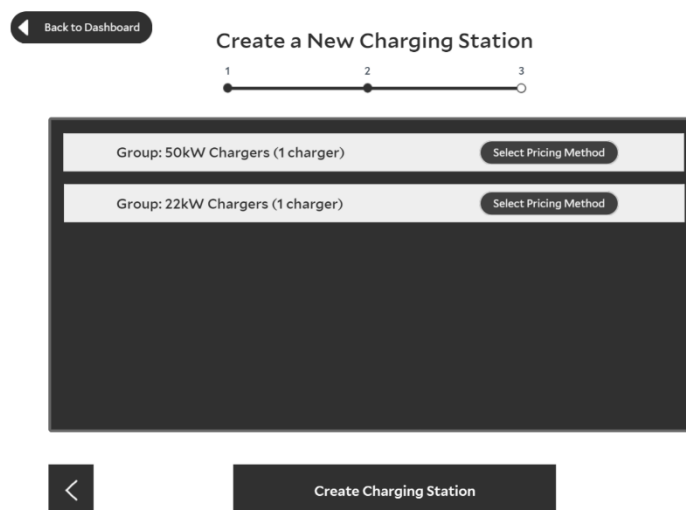 Back to Dashboard
Create a New Charging Station
1 2 3
Group: 50kW Chargers (1 charger) Select Pricing Method
Group: 22kW Chargers (1 charger) Select Pricing Method
Create Charging Station